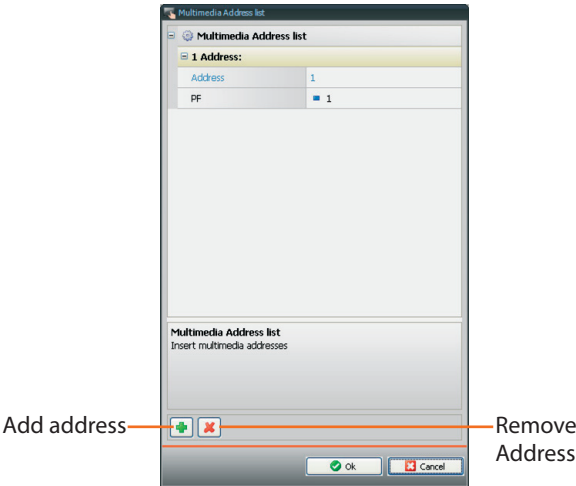 Multimedia Address list
Multimedia Address list
1 Address:
Address 1
PF 1
Multimedia Address list
Insert multimedia addresses
Add address
Remove
Address
Ok Cancel